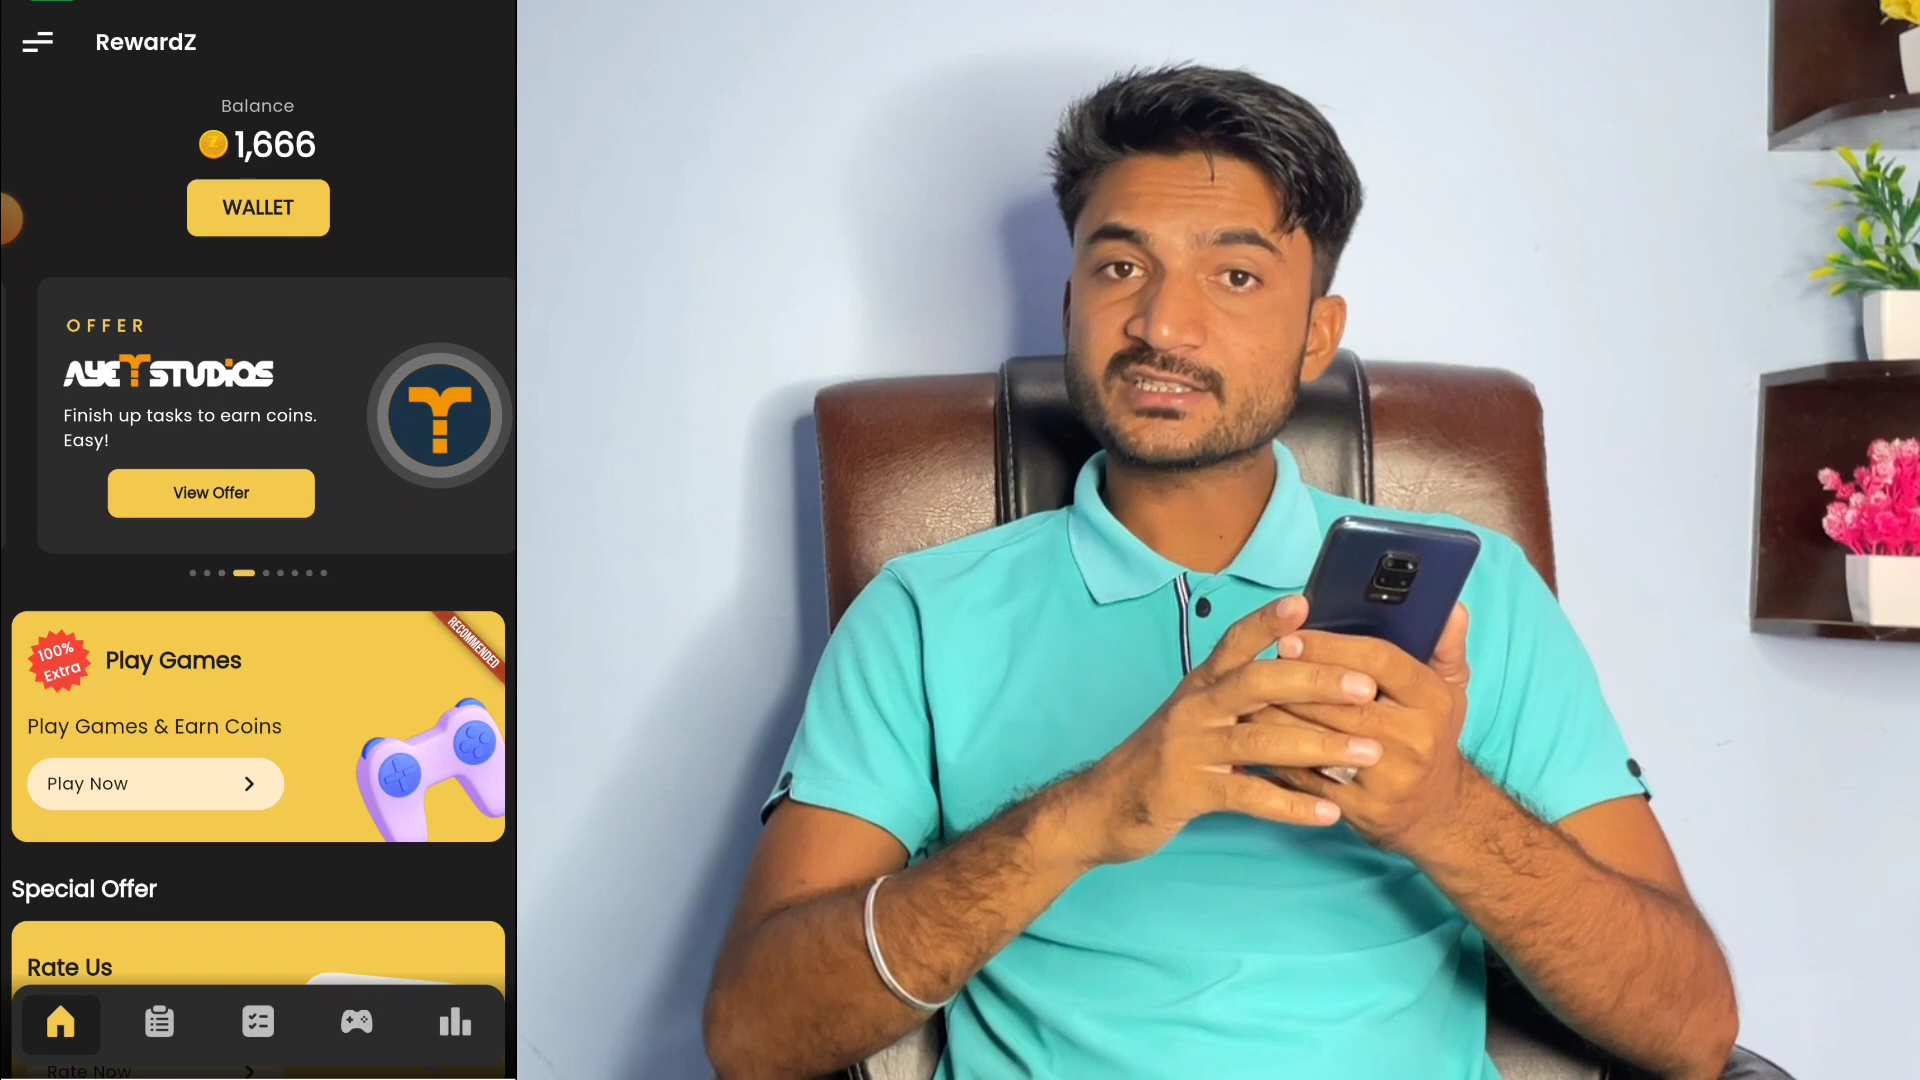 RewardZ
Balance
1,666
WALLET
OFFER
AYET STUDIOS
Finish up tasks to earn coins.
Easy!
View Offer
RECOMMENDED
100%
Extra
Play Games
Play Games & Earn Coins
Play Now
Special Offer
Rate Us
Rate Now